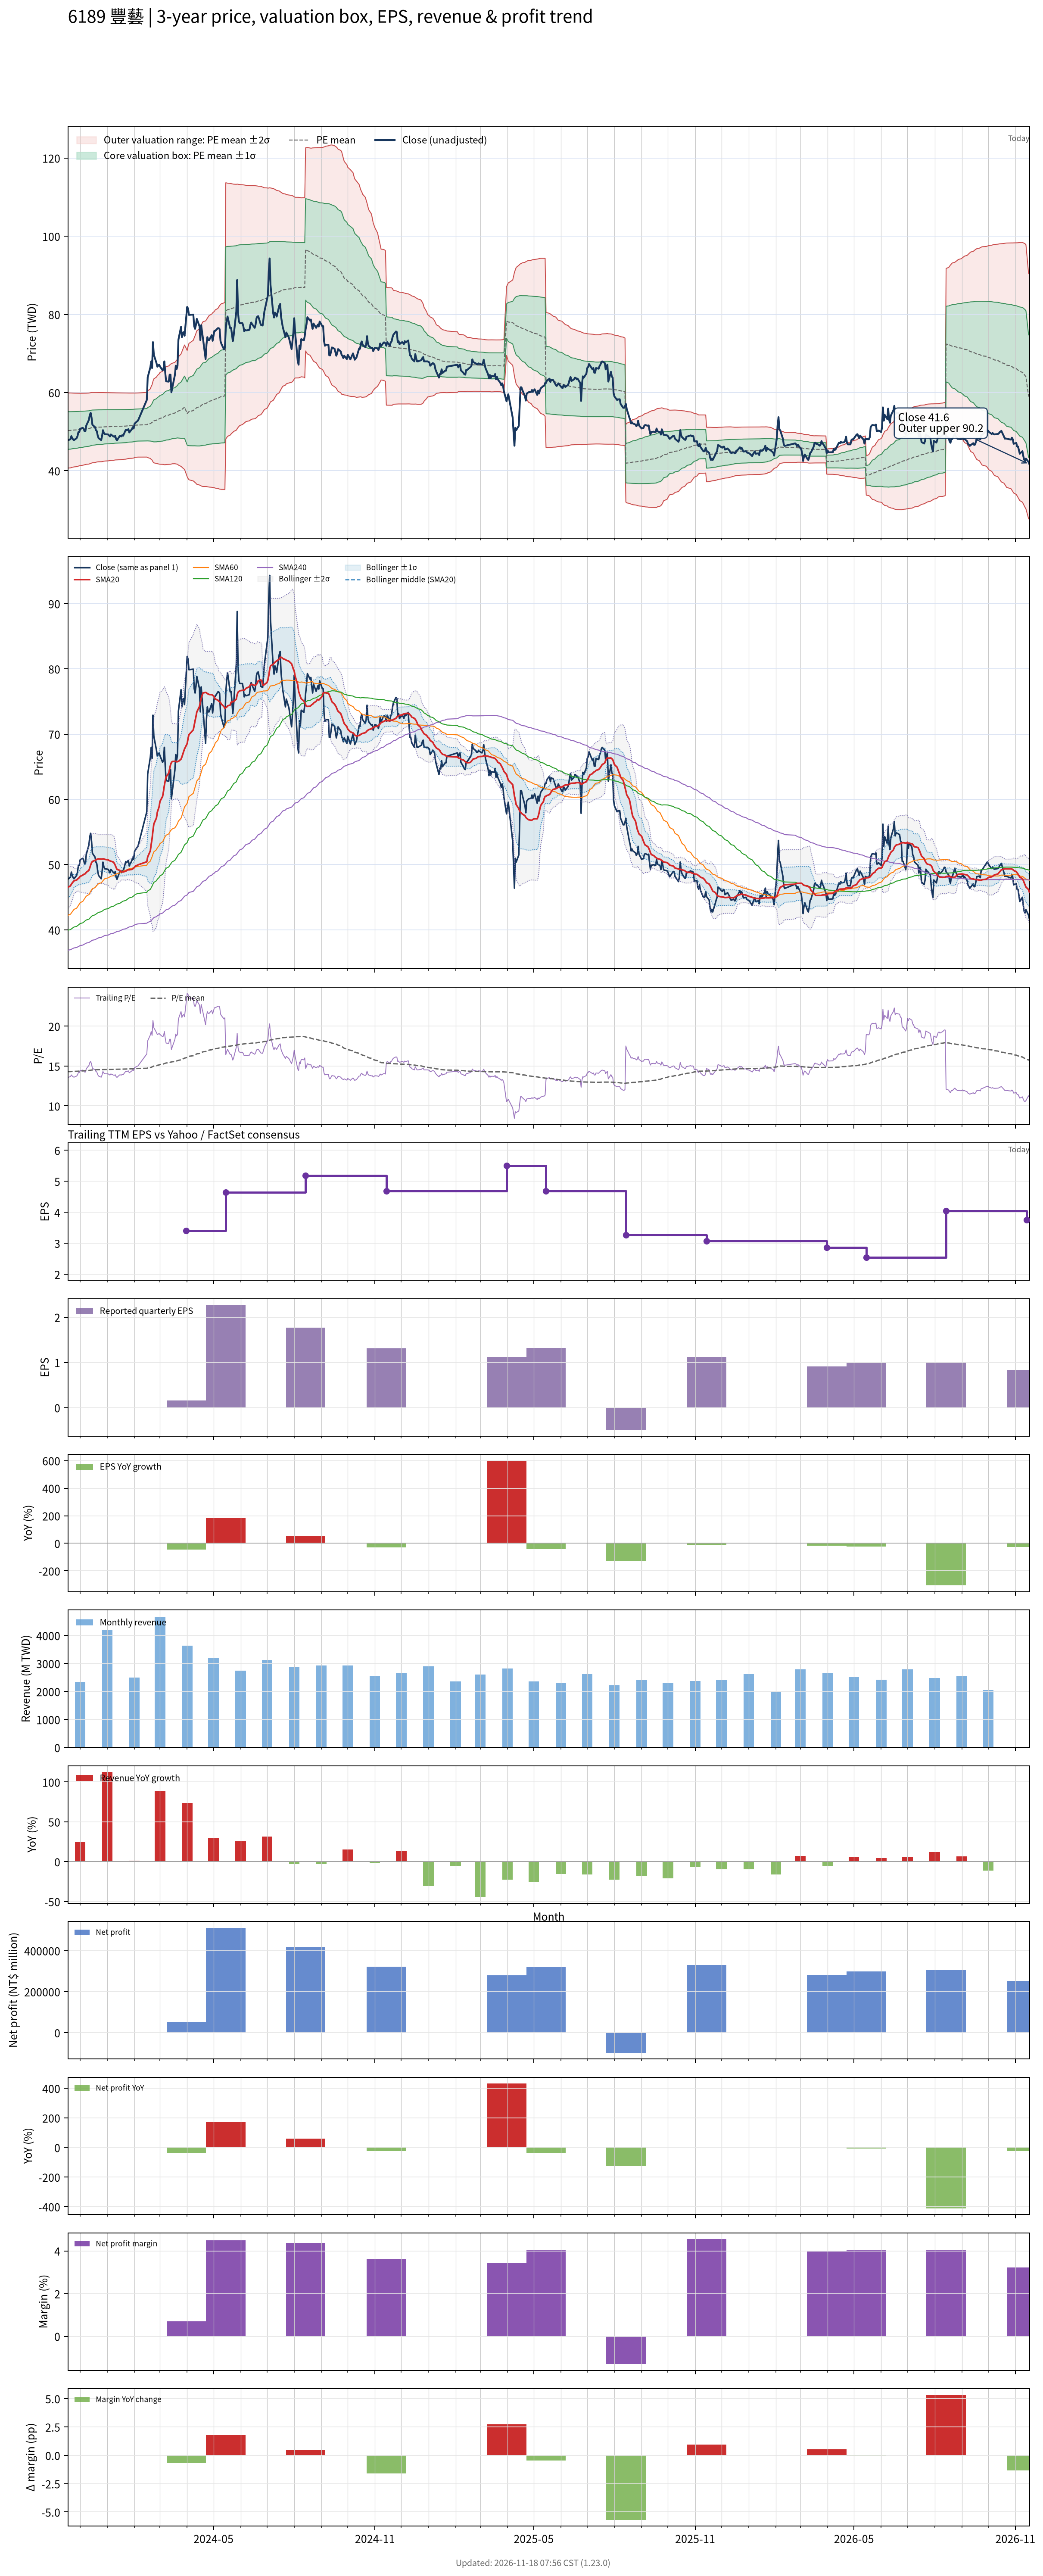 6189 豐藝 | 3-year price, valuation box, EPS, revenue & profit trend
Outer valuation range: PE mean ±2σ
PE mean
Close (unadjusted)
Core valuation box: PE mean ±1σ
Today
120
100
80
60
40
Price (TWD)
Close 41.6
Outer upper 90.2
Close (same as panel 1)
SMA60
SMA240
Bollinger ±1σ
SMA20
SMA120
Bollinger ±2σ
Bollinger middle (SMA20)
90
80
70
60
50
40
Price
Trailing P/E
P/E mean
20
15
10
P/E
Trailing TTM EPS vs Yahoo / FactSet consensus
Today
6
5
4
3
2
EPS
Reported quarterly EPS
2
1
0
EPS
EPS YoY growth
600
400
200
0
-200
YoY (%)
Monthly revenue
4000
3000
2000
1000
0
Revenue (M TWD)
Revenue YoY growth
100
50
0
-50
YoY (%)
Month
Net profit
400000
200000
0
Net profit (NT$ million)
Net profit YoY
400
200
0
-200
-400
YoY (%)
Net profit margin
4
2
0
Margin (%)
Margin YoY change
5.0
2.5
0.0
-2.5
-5.0
Δ margin (pp)
2024-05
2024-11
2025-05
2025-11
2026-05
2026-11
Updated: 2026-11-18 07:56 CST (1.23.0)